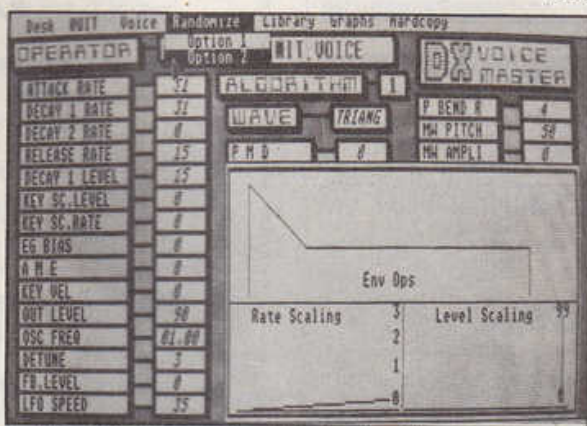 Desk QUIT Voice Randomize Library Graphs Hardcopy
Option 1
Option 2
OPERATOR
INIT.VOICE
DX VOICE MASTER
ALGORITHM 1
WAVE TRIANG
P M D 0
P BEND R 4
MW PITCH 50
MW AMPLI 0
ATTACK RATE 31
DECAY 1 RATE 31
DECAY 2 RATE 0
RELEASE RATE 15
DECAY 1 LEVEL 15
KEY SC.LEVEL 0
KEY SC.RATE 0
EG BIAS 0
A M E 0
KEY VEL 0
OUT LEVEL 90
OSC FREQ 01.00
DETUNE 3
FB.LEVEL 0
LFO SPEED 35
Env Ops
Rate Scaling 3
2
1
0
Level Scaling 99
0